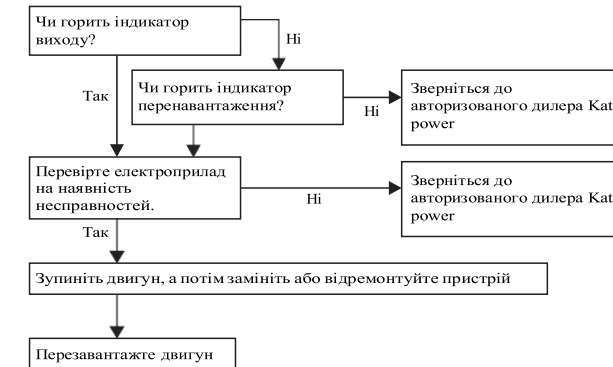 Чи горить індикатор
виходу?
Ні
Чи горить індикатор
перенавантаження?
Так
Ні
Зверніться до
авторизованого дилера Kat
power
Перевірте електроприлад
на наявність
несправностей.
Ні
Зверніться до
авторизованого дилера Kat
power
Так
Зупиніть двигун, а потім замініть або відремонтуйте пристрій
Перезавантажте двигун